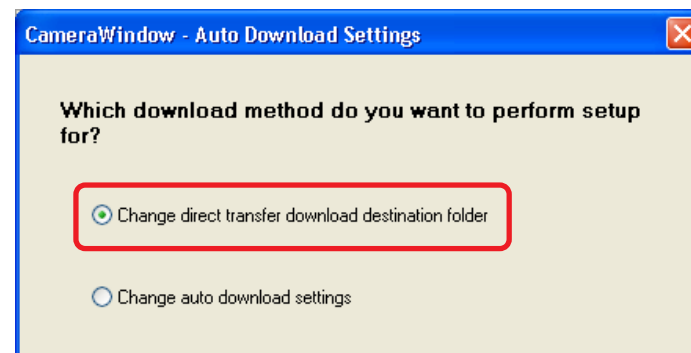 CameraWindow - Auto Download Settings
Which download method do you want to perform setup
for?
Change direct transfer download destination folder
Change auto download settings